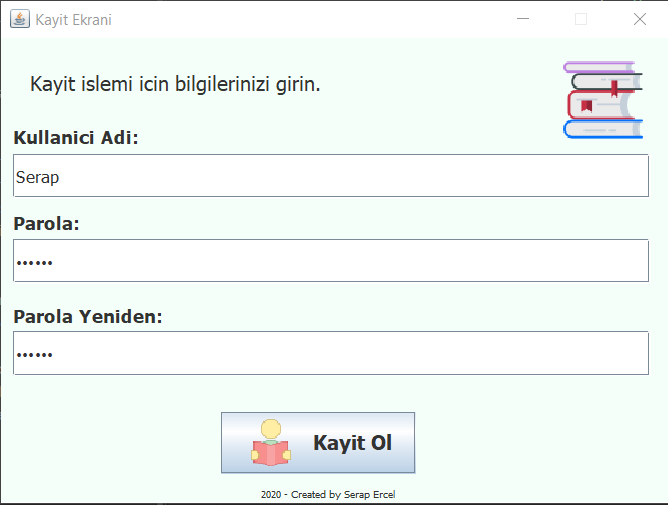 Kayit Ekrani
Kayit islemi icin bilgilerinizi girin.
Kullanici Adi:
Serap
Parola:
••••••
Parola Yeniden:
••••••
Kayit Ol
2020 - Created by Serap Ercel